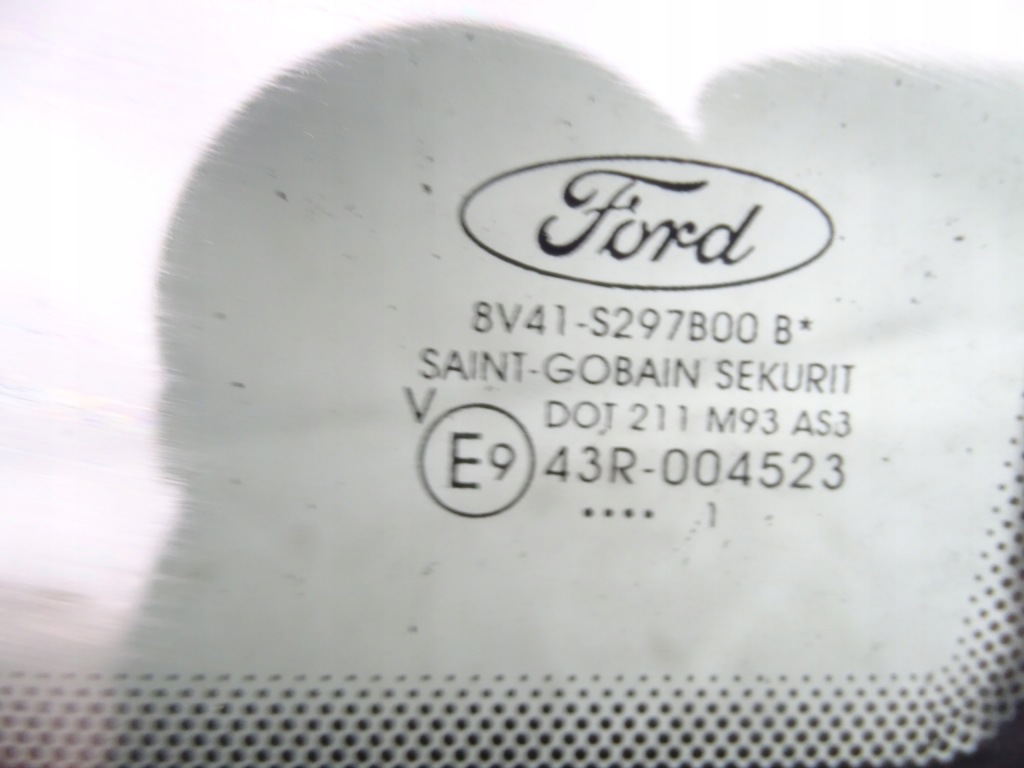 Ford
8V41-S297B00 B*
SAINT-GOBAIN SEKURIT
V DOT 211 M93 AS3
E9 43R-004523
•••• 1